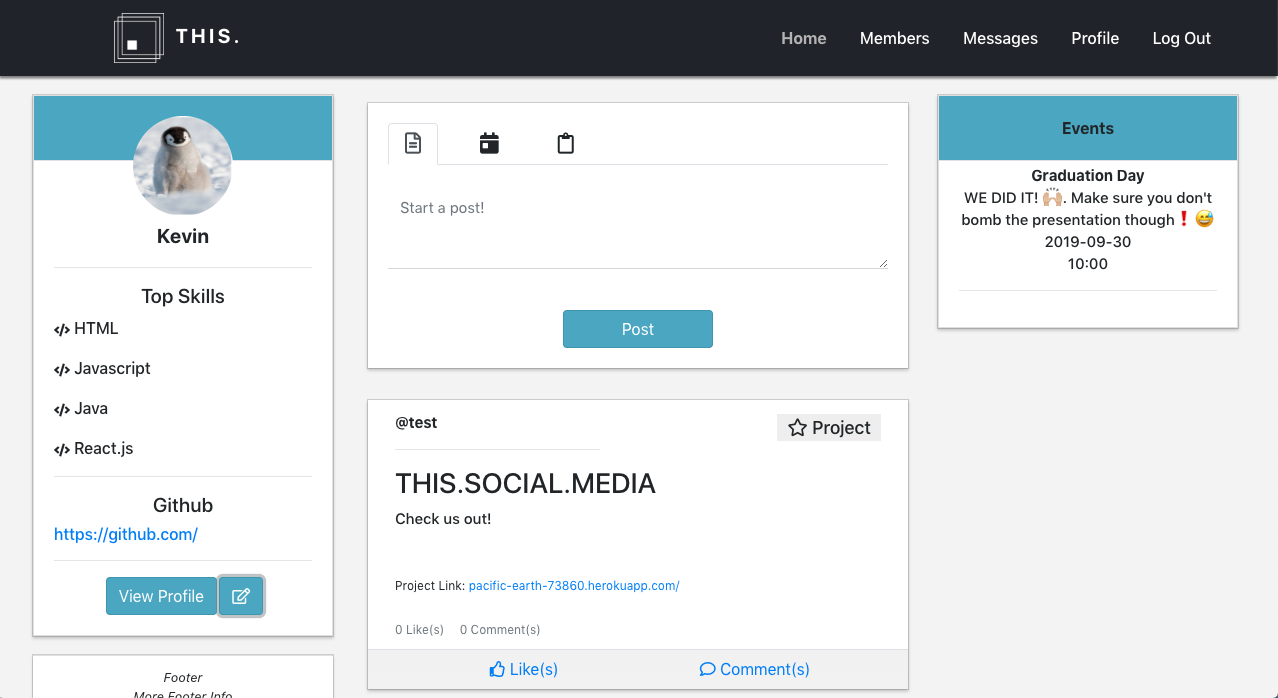 THIS.
Home
Members
Messages
Profile
Log Out
Kevin
Top Skills
HTML
Javascript
Java
React.js
Github
https://github.com/
View Profile
Footer
More Footer Info
Start a post!
Post
@test
Project
THIS.SOCIAL.MEDIA
Check us out!
Project Link: pacific-earth-73860.herokuapp.com/
0 Like(s) 0 Comment(s)
Like(s)
Comment(s)
Events
Graduation Day
WE DID IT! 🙌🏼. Make sure you don't
bomb the presentation though❗😅
2019-09-30
10:00